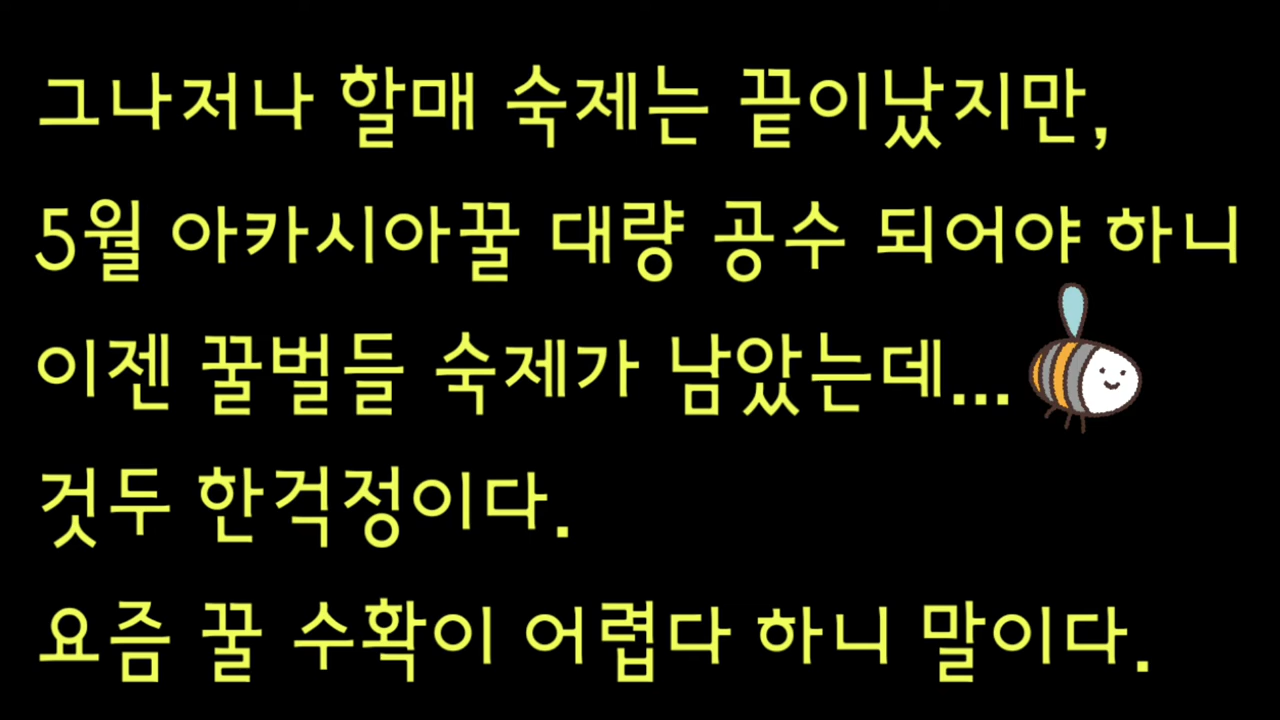 그나저나 할매 숙제는 끝이났지만,
5월 아카시아꿀 대량 공수 되어야 하니
이젠 꿀벌들 숙제가 남았는데...
것두 한걱정이다.
요즘 꿀 수확이 어렵다 하니 말이다.